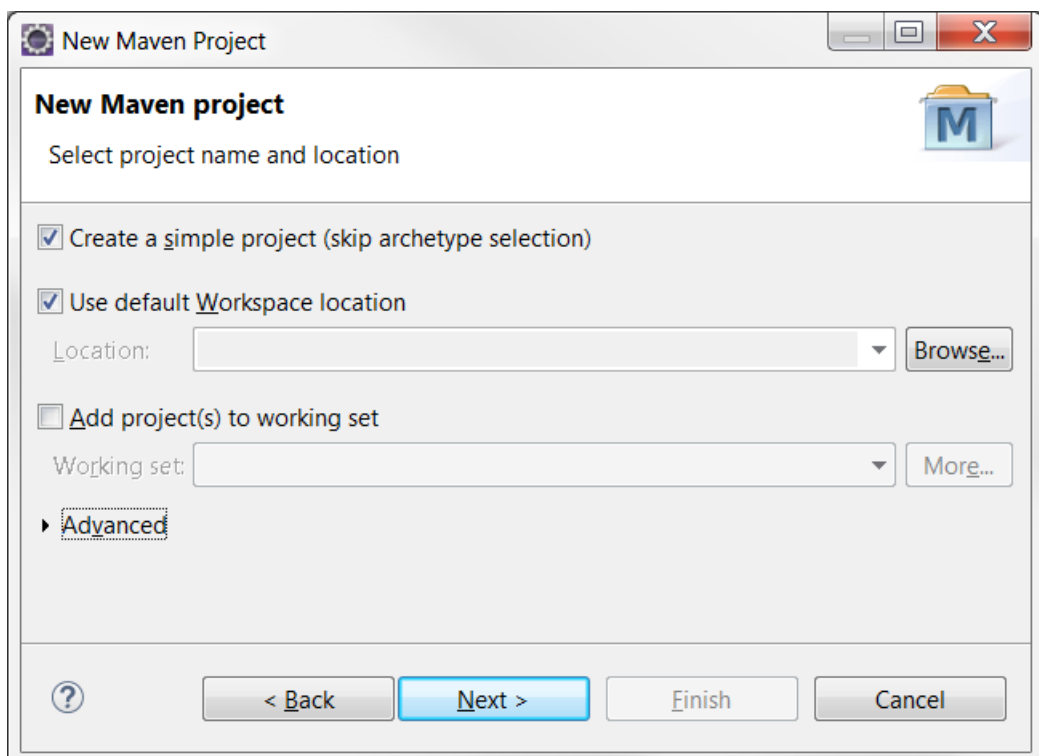 New Maven Project
New Maven project
M
Select project name and location
Create a simple project (skip archetype selection)
Use default Workspace location
Location:
Browse...
Add project(s) to working set
Working set:
More...
Advanced
?
< Back
Next >
Finish
Cancel